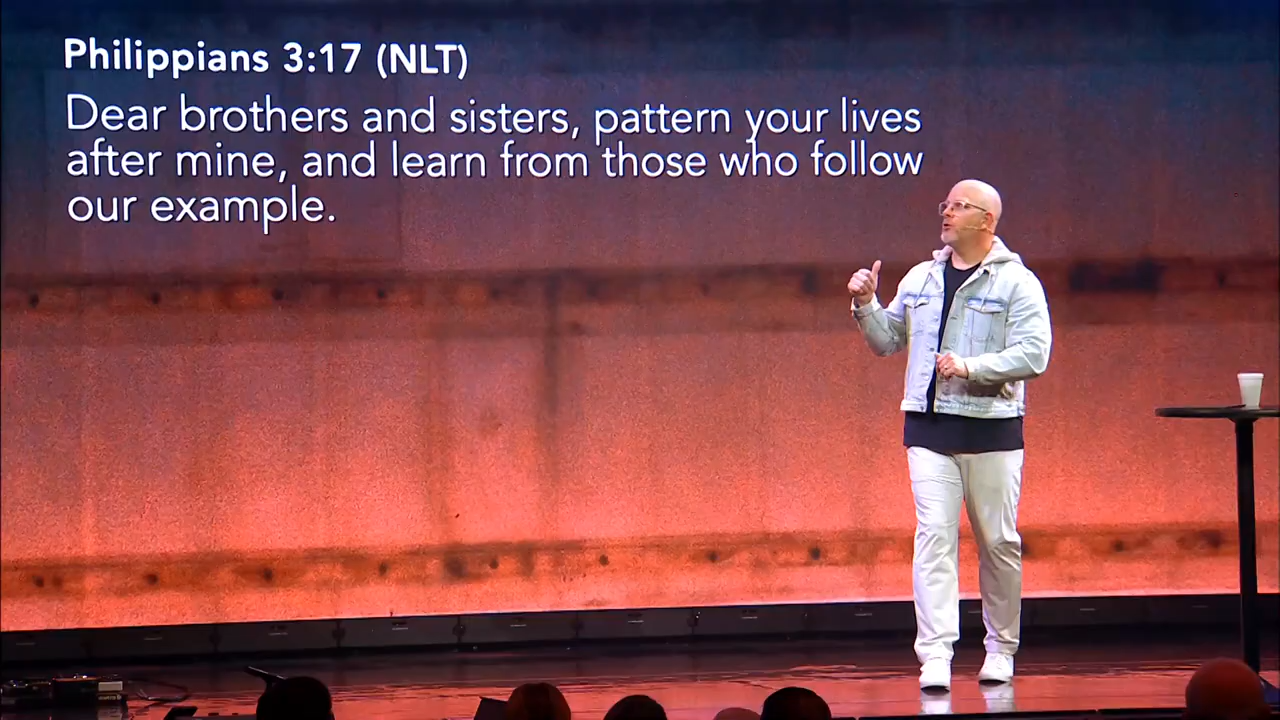 Philippians 3:17 (NLT)
Dear brothers and sisters, pattern your lives
after mine, and learn from those who follow
our example.